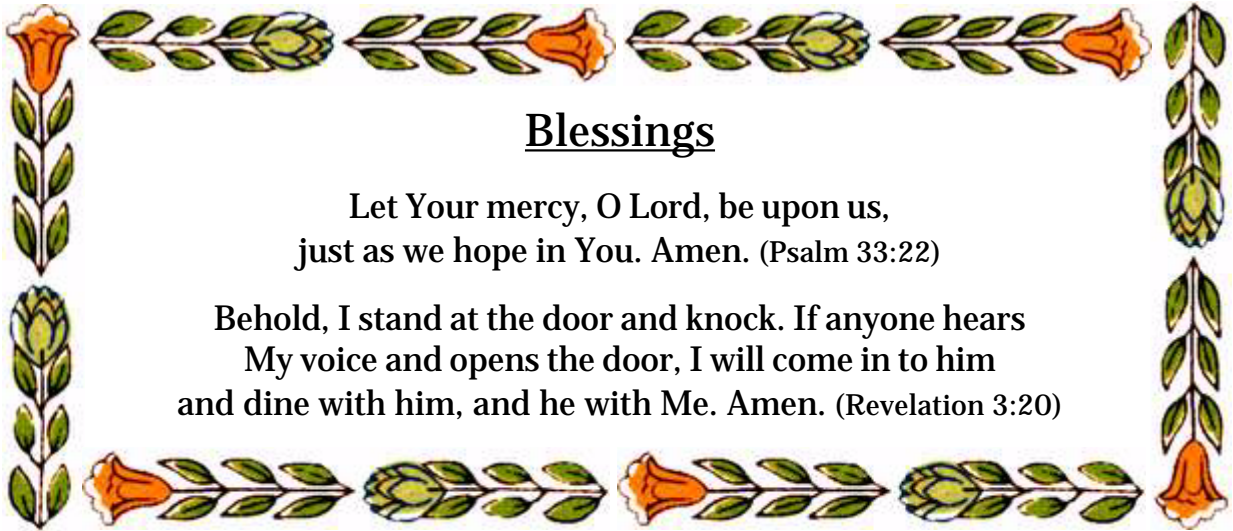 Blessings
Let Your mercy, O Lord, be upon us,
just as we hope in You. Amen. (Psalm 33:22)
Behold, I stand at the door and knock. If anyone hears
My voice and opens the door, I will come in to him
and dine with him, and he with Me. Amen. (Revelation 3:20)